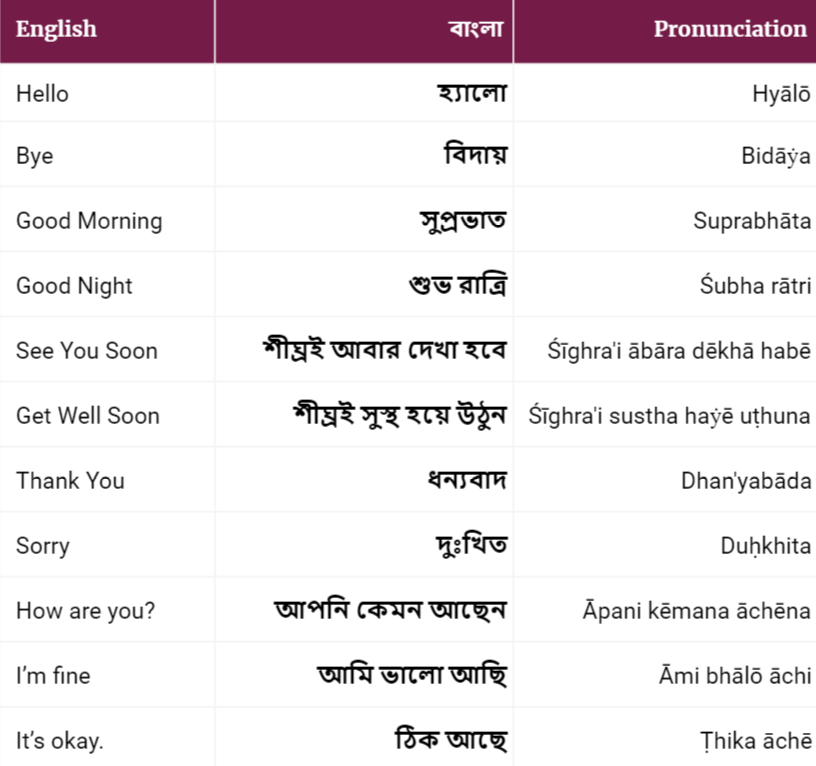 English বাংলা Pronunciation
Hello হ্যালো Hyālō
Bye বিদায় Bidāẏa
Good Morning সুপ্রভাত Suprabhāta
Good Night শুভ রাত্রি Śubha rātri
See You Soon শীঘ্রই আবার দেখা হবে Śīghra'i ābāra dēkhā habē
Get Well Soon শীঘ্রই সুস্থ হয়ে উঠুন Śīghra'i sustha haẏē uṭhuna
Thank You ধন্যবাদ Dhan'yabāda
Sorry দুঃখিত Duḥkhita
How are you? আপনি কেমন আছেন Āpani kēmana āchēna
I’m fine আমি ভালো আছি Āmi bhālō āchi
It’s okay. ঠিক আছে Ṭhika āchē